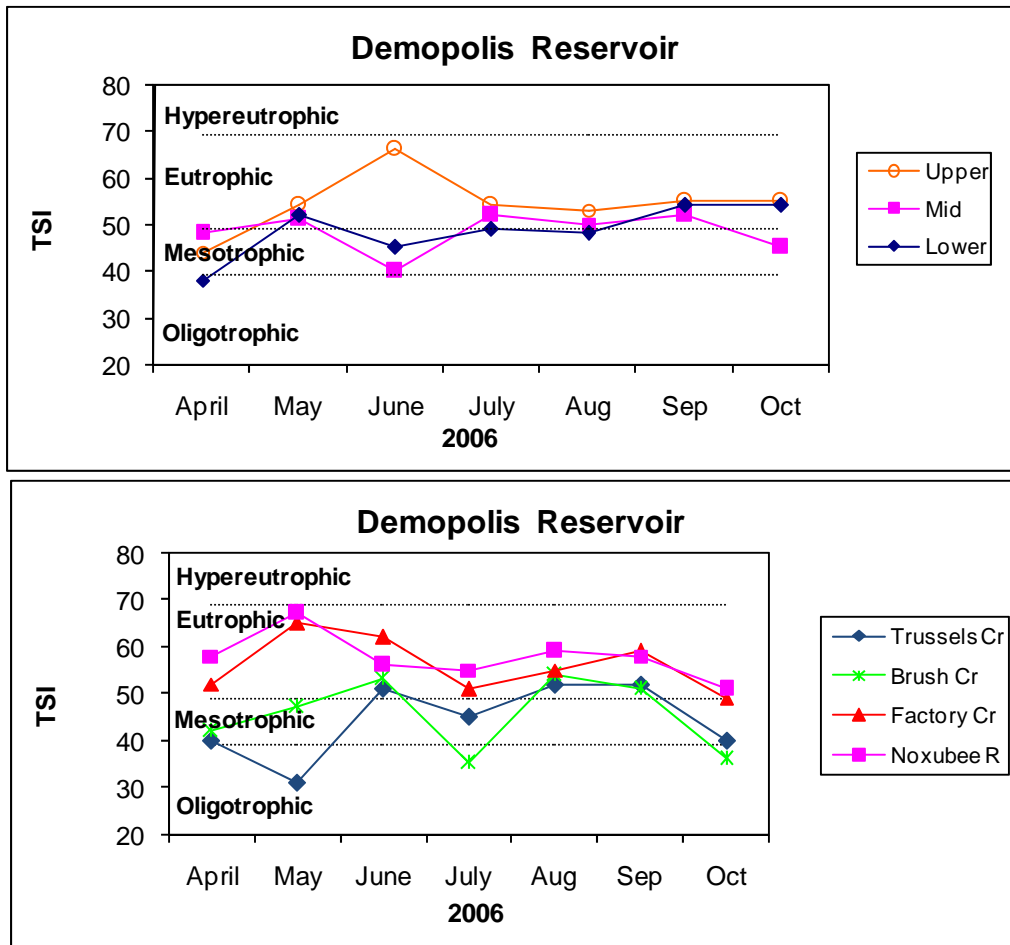 Demopolis Reservoir
80
70
60
50
40
30
20
TSI
Hypereutrophic
Eutrophic
Mesotrophic
Oligotrophic
April May June July Aug Sep Oct
2006
Upper
Mid
Lower
Demopolis Reservoir
80
70
60
50
40
30
20
TSI
Hypereutrophic
Eutrophic
Mesotrophic
Oligotrophic
April May June July Aug Sep Oct
2006
Trussels Cr
Brush Cr
Factory Cr
Noxubee R